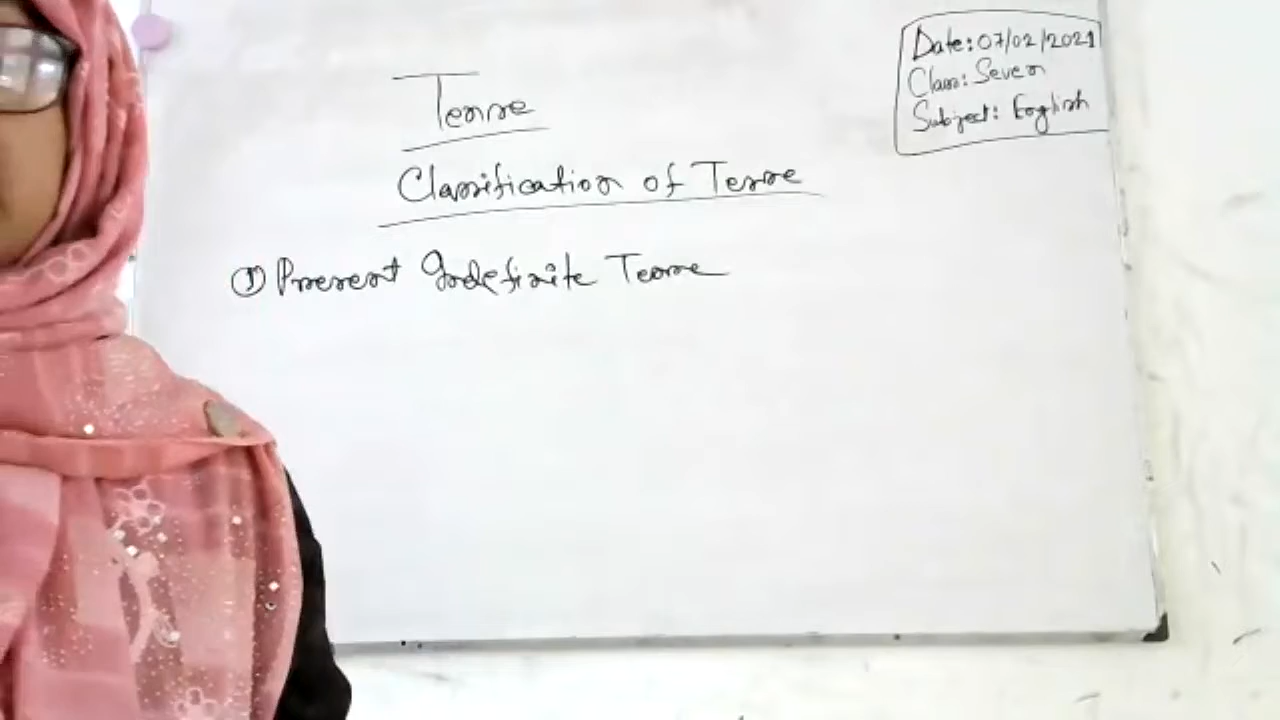 Tense
Classification of Tense
① Present Indefinite Tense
Date: 07/02/2021
Class: Seven
Subject: English